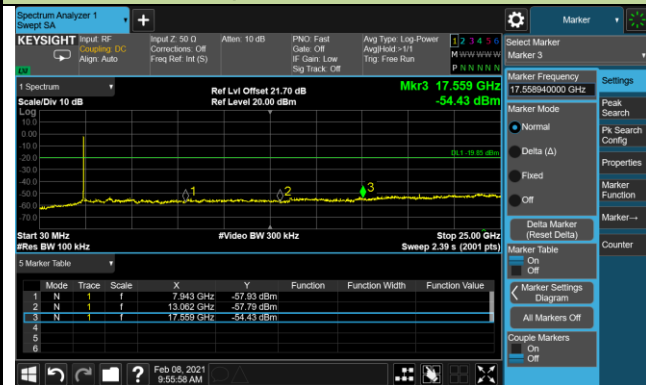 Spectrum Analyzer 1
Swept SA
Marker
KEYSIGHT
Input: RF
Coupling: DC
Align: Auto
Input Z: 50 Ω
Corrections: Off
Freq Ref: Int (S)
Atten: 10 dB
PNO: Fast
Gate: Off
IF Gain: Low
Sig Track: Off
Avg Type: Log-Power
Avg|Hold:>1/1
Trig: Free Run
1 2 3 4 5 6
M W W W W W
P N N N N N
Select Marker
Marker 3
1 Spectrum
Scale/Div 10 dB
Ref Lvl Offset 21.70 dB
Ref Level 20.00 dBm
Mkr3 17.559 GHz
-54.43 dBm
Log
10.0
0.00
-10.0
-20.0
-30.0
-40.0
-50.0
-60.0
-70.0
DL1 -19.85 dBm
1
2
3
Start 30 MHz
#Res BW 100 kHz
#Video BW 300 kHz
Stop 25.00 GHz
Sweep 2.39 s (2001 pts)
5 Marker Table
Mode Trace Scale X Y Function Function Width Function Value
1 N 1 f 7.943 GHz -57.93 dBm
2 N 1 f 13.062 GHz -57.79 dBm
3 N 1 f 17.559 GHz -54.43 dBm
4
5
6
Marker Frequency
17.558940000 GHz
Marker Mode
Normal
Delta (Δ)
Fixed
Off
Delta Marker
(Reset Delta)
Marker Table
On
Off
Marker Settings
Diagram
All Markers Off
Couple Markers
On
Off
Settings
Peak
Search
Pk Search
Config
Properties
Marker
Function
Marker→
Counter
?
Feb 08, 2021
9:55:58 AM